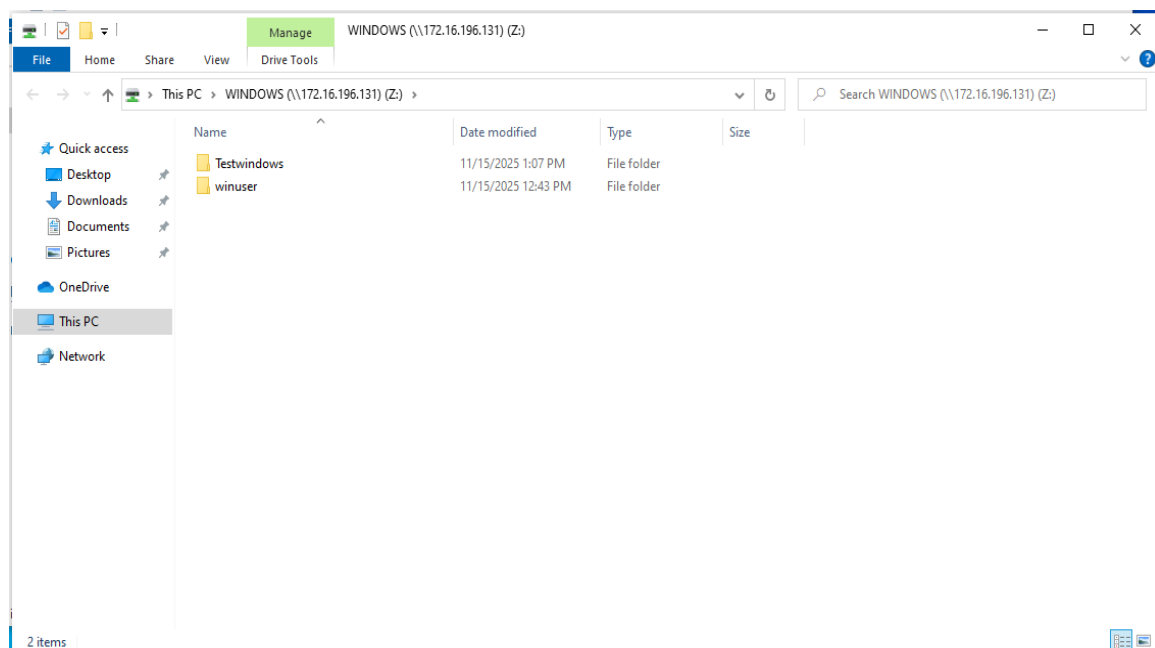 Manage WINDOWS (\\172.16.196.131) (Z:)
File Home Share View Drive Tools
This PC WINDOWS (\\172.16.196.131) (Z:) Search WINDOWS (\\172.16.196.131) (Z:)
Name Date modified Type Size
Quick access
Desktop
Downloads
Documents
Pictures
OneDrive
This PC
Network
Testwindows 11/15/2025 1:07 PM File folder
winuser 11/15/2025 12:43 PM File folder
2 items